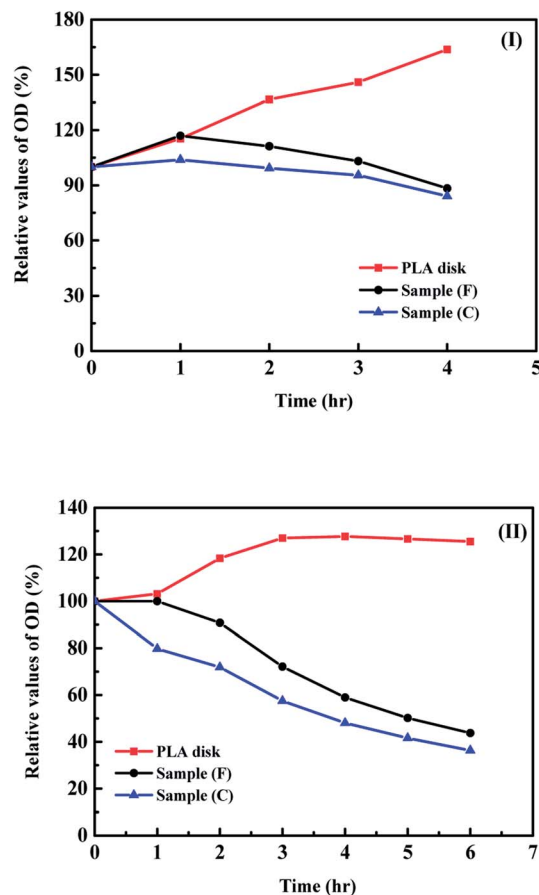 180
150
120
90
60
30
0
Relative values of OD (%)
(I)
PLA disk
Sample (F)
Sample (C)
0 1 2 3 4 5
Time (hr)
140
120
100
80
60
40
20
0
Relative values of OD (%)
(II)
PLA disk
Sample (F)
Sample (C)
0 1 2 3 4 5 6 7
Time (hr)